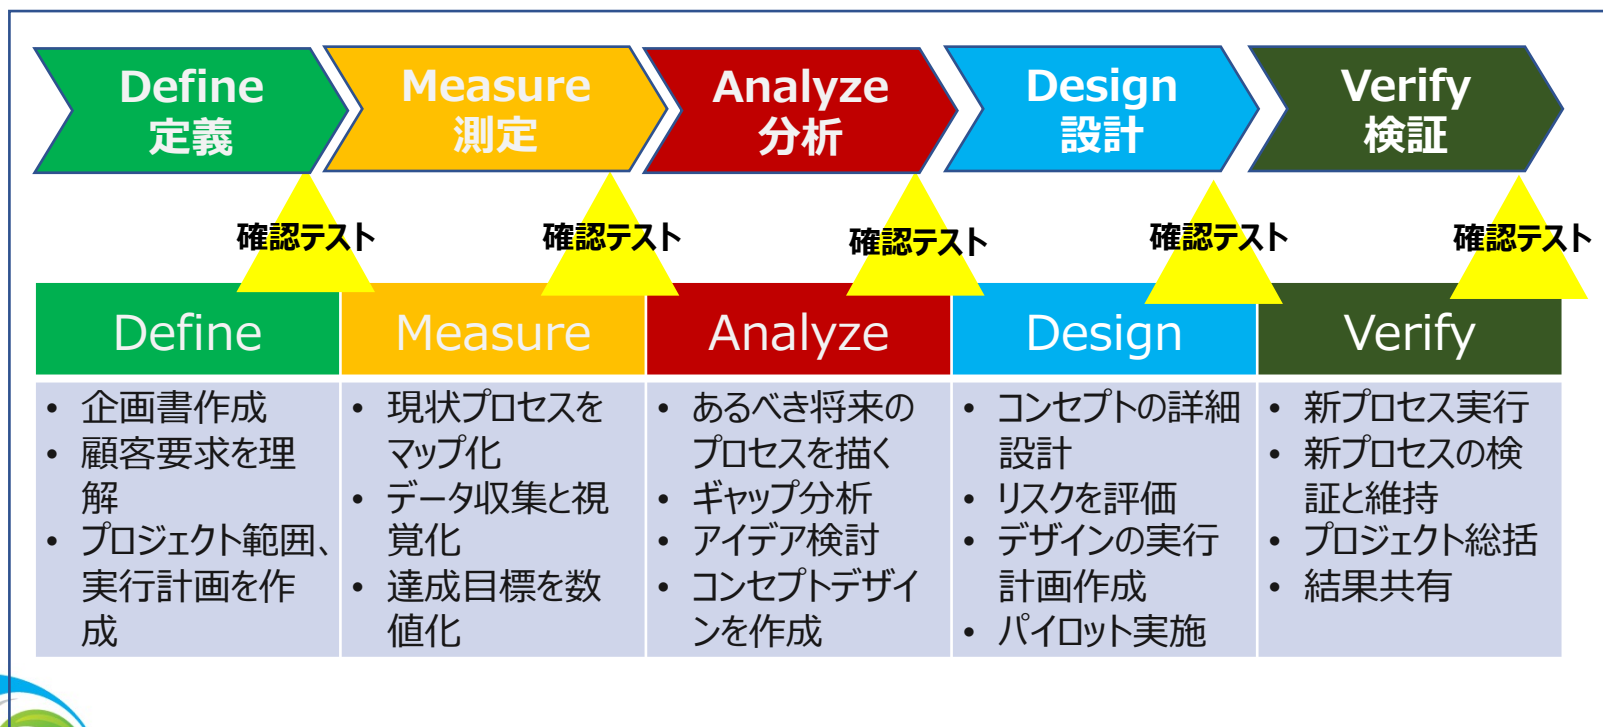 Define
定義
Measure
測定
Analyze
分析
Design
設計
Verify
検証
確認テスト
確認テスト
確認テスト
確認テスト
確認テスト
Define
Measure
Analyze
Design
Verify
• 企画書作成
• 顧客要求を理
解
• プロジェクト範囲、
実行計画を作
成
• 現状プロセスを
マップ化
• データ収集と視
覚化
• 達成目標を数
値化
• あるべき将来の
プロセスを描く
• ギャップ分析
• アイデア検討
• コンセプトデザイ
ンを作成
• コンセプトの詳細
設計
• リスクを評価
• デザインの実行
計画作成
• パイロット実施
• 新プロセス実行
• 新プロセスの検
証と維持
• プロジェクト総括
• 結果共有